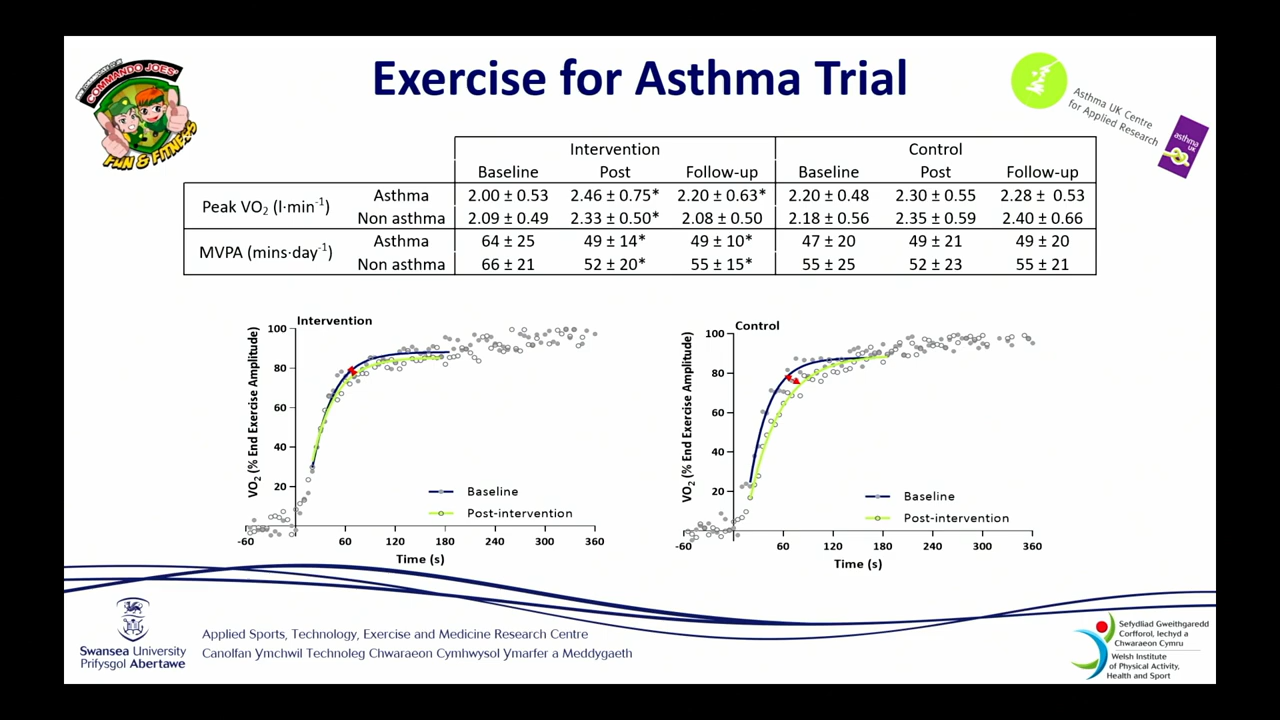 Exercise for Asthma Trial
COMMANDO JOES'
FUN & FITNESS
Asthma UK Centre
for Applied Research
asthma
UK
Intervention Control
Baseline Post Follow-up Baseline Post Follow-up
Peak VO₂ (l·min⁻¹) Asthma 2.00 ± 0.53 2.46 ± 0.75* 2.20 ± 0.63* 2.20 ± 0.48 2.30 ± 0.55 2.28 ± 0.53
Non asthma 2.09 ± 0.49 2.33 ± 0.50* 2.08 ± 0.50 2.18 ± 0.56 2.35 ± 0.59 2.40 ± 0.66
MVPA (mins·day⁻¹) Asthma 64 ± 25 49 ± 14* 49 ± 10* 47 ± 20 49 ± 21 49 ± 20
Non asthma 66 ± 21 52 ± 20* 55 ± 15* 55 ± 25 52 ± 23 55 ± 21
Intervention
VO₂ (% End Exercise Amplitude)
100
80
60
40
20
Baseline
Post-intervention
-60 60 120 180 240 300 360
Time (s)
Control
VO₂ (% End Exercise Amplitude)
100
80
60
40
20
Baseline
Post-intervention
-60 60 120 180 240 300 360
Time (s)
Swansea University
Prifysgol Abertawe
Applied Sports, Technology, Exercise and Medicine Research Centre
Canolfan Ymchwil Technoleg Chwaraeon Cymhwysol Ymarfer a Meddygaeth
Sefydliad Gweithgaredd
Corfforol, Iechyd a
Chwaraeon Cymru
Welsh Institute
of Physical Activity,
Health and Sport